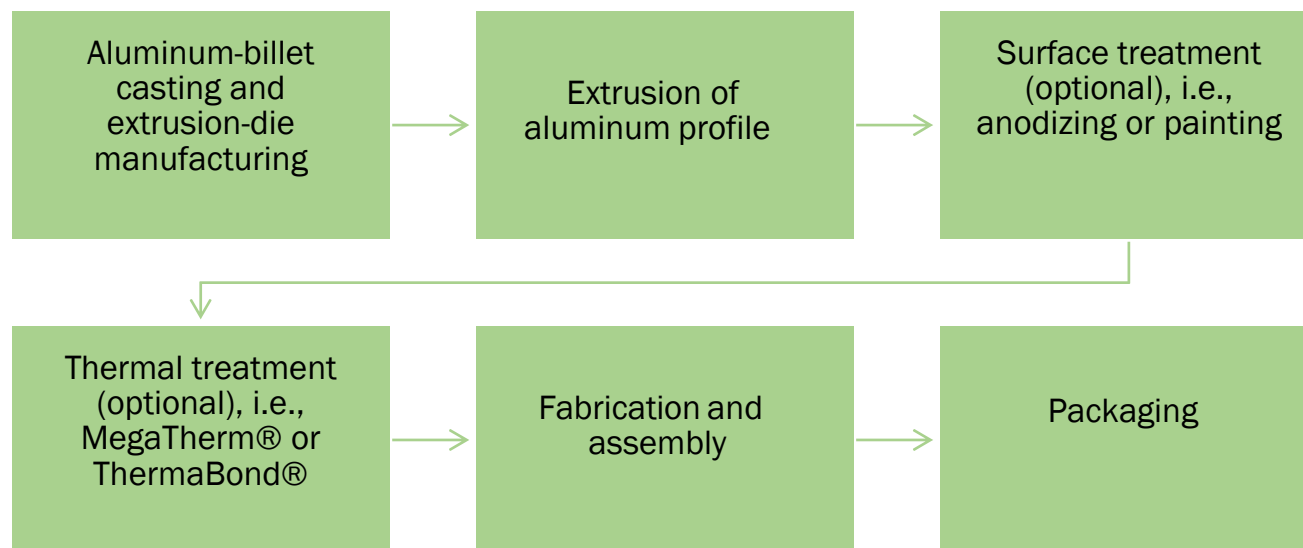 Aluminum-billet
casting and
extrusion-die
manufacturing
Extrusion of
aluminum profile
Surface treatment
(optional), i.e.,
anodizing or painting
Thermal treatment
(optional), i.e.,
MegaTherm® or
ThermaBond®
Fabrication and
assembly
Packaging